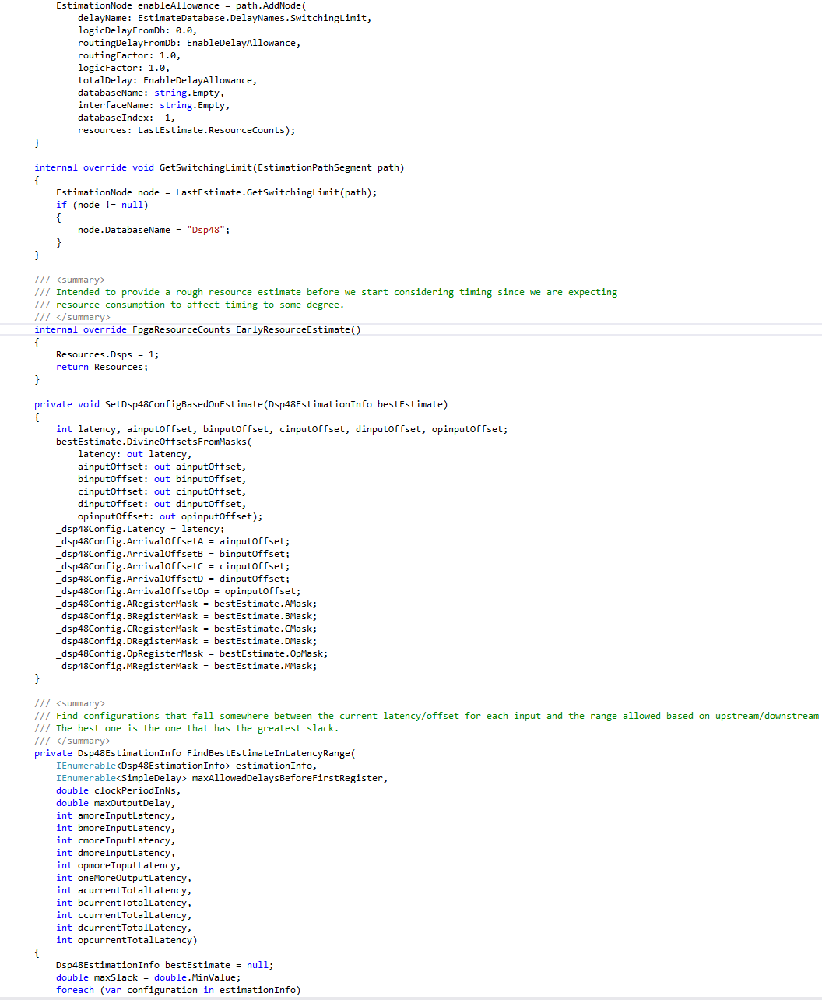 EstimationNode enableAllowance = path.AddNode(
delayName: EstimateDatabase.DelayNames.SwitchingLimit,
logicDelayFromDb: 0.0,
routingDelayFromDb: EnableDelayAllowance,
routingFactor: 1.0,
logicFactor: 1.0,
totalDelay: EnableDelayAllowance,
databaseName: string.Empty,
interfaceName: string.Empty,
databaseIndex: -1,
resources: LastEstimate.ResourceCounts);
}
internal override void GetSwitchingLimit(EstimationPathSegment path)
{
EstimationNode node = LastEstimate.GetSwitchingLimit(path);
if (node != null)
{
node.DatabaseName = "Dsp48";
}
}
/// <summary>
/// Intended to provide a rough resource estimate before we start considering timing since we are expecting
/// resource consumption to affect timing to some degree.
/// </summary>
internal override FpgaResourceCounts EarlyResourceEstimate()
{
Resources.Dsps = 1;
return Resources;
}
private void SetDsp48ConfigBasedOnEstimate(Dsp48EstimationInfo bestEstimate)
{
int latency, ainputOffset, binputOffset, cinputOffset, dinputOffset, opinputOffset;
bestEstimate.DivineOffsetsFromMasks(
latency: out latency,
ainputOffset: out ainputOffset,
binputOffset: out binputOffset,
cinputOffset: out cinputOffset,
dinputOffset: out dinputOffset,
opinputOffset: out opinputOffset);
_dsp48Config.Latency = latency;
_dsp48Config.ArrivalOffsetA = ainputOffset;
_dsp48Config.ArrivalOffsetB = binputOffset;
_dsp48Config.ArrivalOffsetC = cinputOffset;
_dsp48Config.ArrivalOffsetD = dinputOffset;
_dsp48Config.ArrivalOffsetOp = opinputOffset;
_dsp48Config.ARegisterMask = bestEstimate.AMask;
_dsp48Config.BRegisterMask = bestEstimate.BMask;
_dsp48Config.CRegisterMask = bestEstimate.CMask;
_dsp48Config.DRegisterMask = bestEstimate.DMask;
_dsp48Config.OpRegisterMask = bestEstimate.OpMask;
_dsp48Config.MRegisterMask = bestEstimate.MMask;
}
/// <summary>
/// Find configurations that fall somewhere between the current latency/offset for each input and the range allowed based on upstream/downstream
/// The best one is the one that has the greatest slack.
/// </summary>
private Dsp48EstimationInfo FindBestEstimateInLatencyRange(
IEnumerable<Dsp48EstimationInfo> estimationInfo,
IEnumerable<SimpleDelay> maxAllowedDelaysBeforeFirstRegister,
double clockPeriodInNs,
double maxOutputDelay,
int amoreInputLatency,
int bmoreInputLatency,
int cmoreInputLatency,
int dmoreInputLatency,
int opmoreInputLatency,
int oneMoreOutputLatency,
int acurrentTotalLatency,
int bcurrentTotalLatency,
int ccurrentTotalLatency,
int dcurrentTotalLatency,
int opcurrentTotalLatency)
{
Dsp48EstimationInfo bestEstimate = null;
double maxSlack = double.MinValue;
foreach (var configuration in estimationInfo)